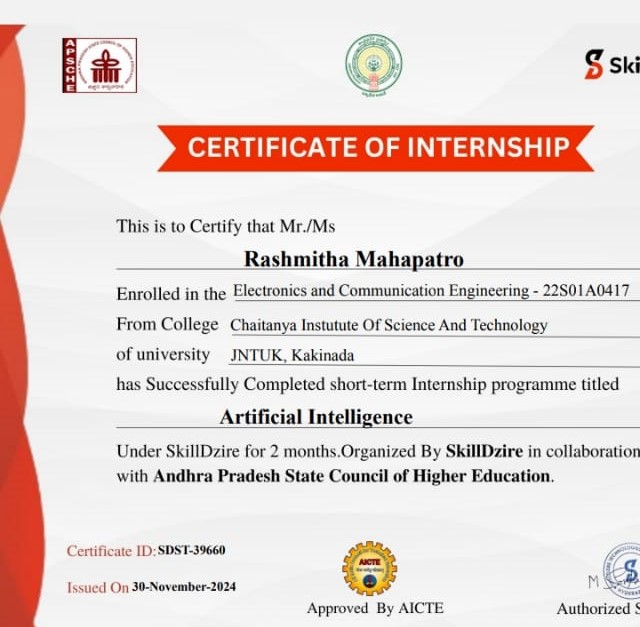 APSCHE
Ski
CERTIFICATE OF INTERNSHIP
This is to Certify that Mr./Ms
Rashmitha Mahapatro
Enrolled in the Electronics and Communication Engineering - 22S01A0417
From College Chaitanya Instutute Of Science And Technology
of university JNTUK, Kakinada
has Successfully Completed short-term Internship programme titled
Artificial Intelligence
Under SkillDzire for 2 months.Organized By SkillDzire in collaboration
with Andhra Pradesh State Council of Higher Education.
Certificate ID: SDST-39660
Issued On 30-November-2024
AICTE
Approved By AICTE
Authorized S